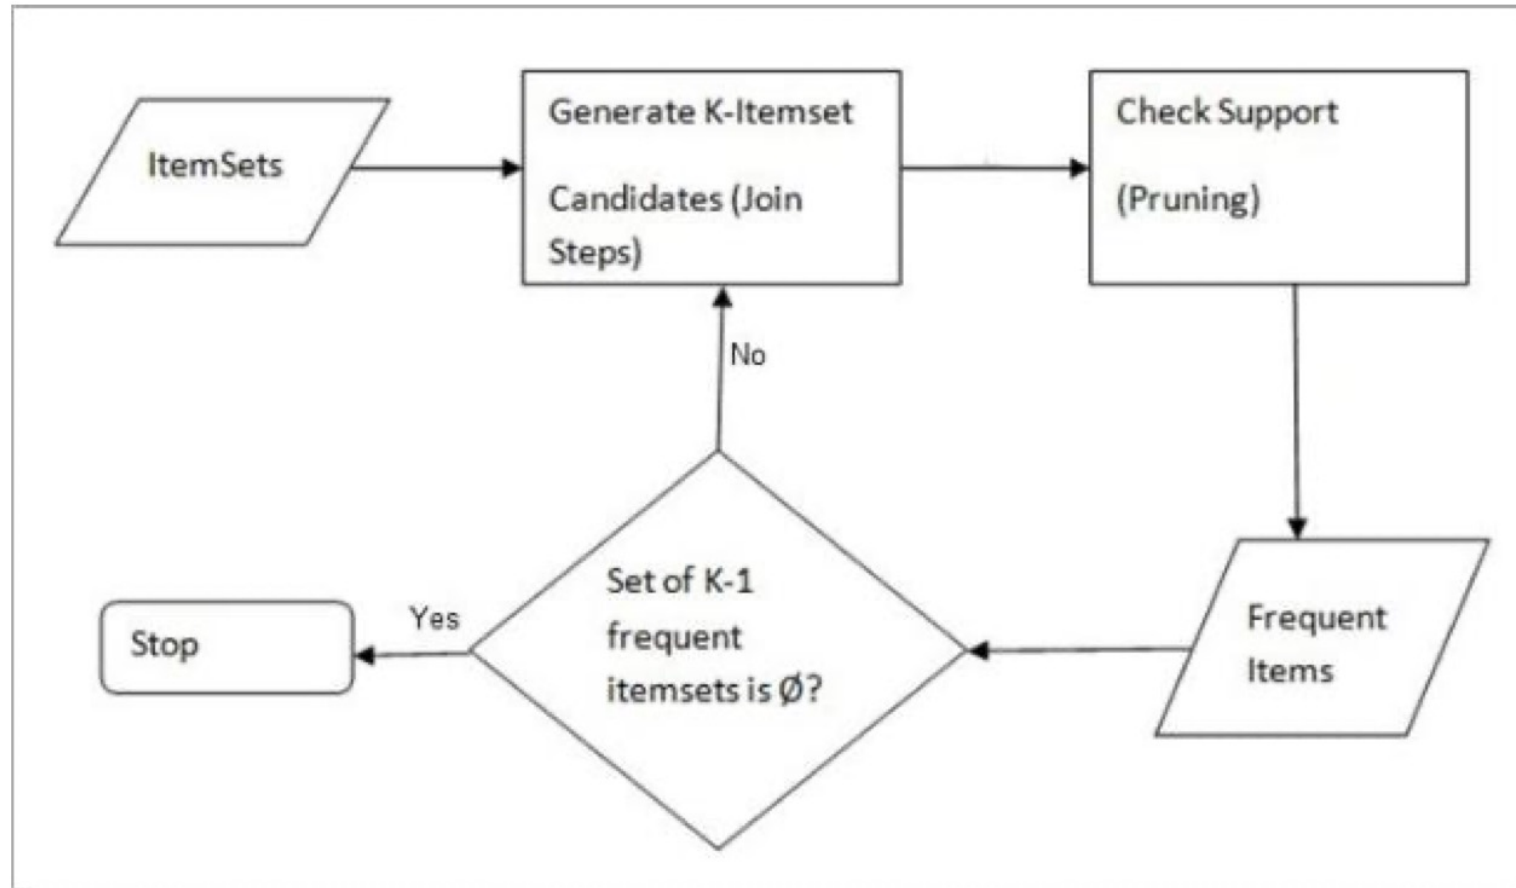 ItemSets
Generate K-Itemset
Candidates (Join
Steps)
Check Support
(Pruning)
No
Set of K-1
frequent
itemsets is Ø?
Yes
Stop
Frequent
Items